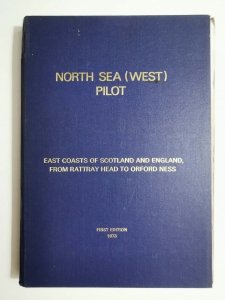 NORTH SEA (WEST)
PILOT
EAST COASTS OF SCOTLAND AND ENGLAND,
FROM RATTRAY HEAD TO ORFORD NESS
FIRST EDITION
1973